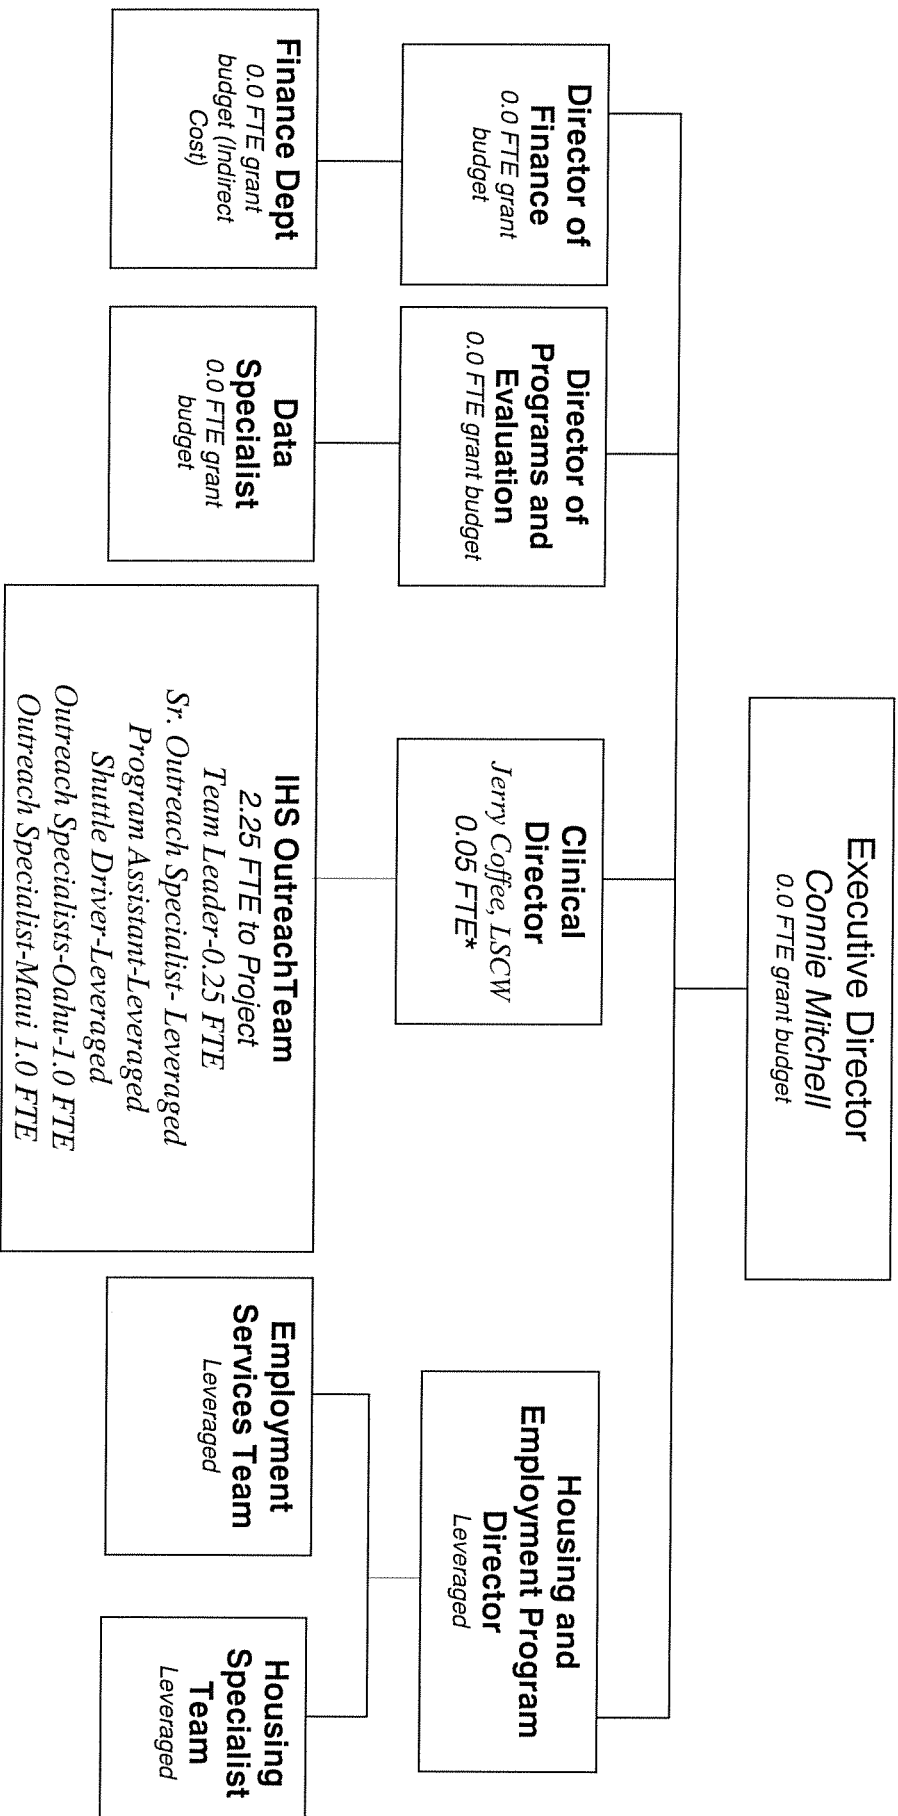 Executive Director
Connie Mitchell
0.0 FTE grant budget
Director of
Finance
0.0 FTE grant
budget
Director of
Programs and
Evaluation
0.0 FTE grant budget
Clinical
Director
Jerry Coffee, LSCW
0.05 FTE*
Housing and
Employment Program
Director
Leveraged
Finance Dept
0.0 FTE grant
budget (Indirect
Cost)
Data
Specialist
0.0 FTE grant
budget
IHS OutreachTeam
2.25 FTE to Project
Team Leader-0.25 FTE
Sr. Outreach Specialist- Leveraged
Program Assistant-Leveraged
Shuttle Driver-Leveraged
Outreach Specialists-Oahu-1.0 FTE
Outreach Specialist-Maui 1.0 FTE
Employment
Services Team
Leveraged
Housing
Specialist
Team
Leveraged